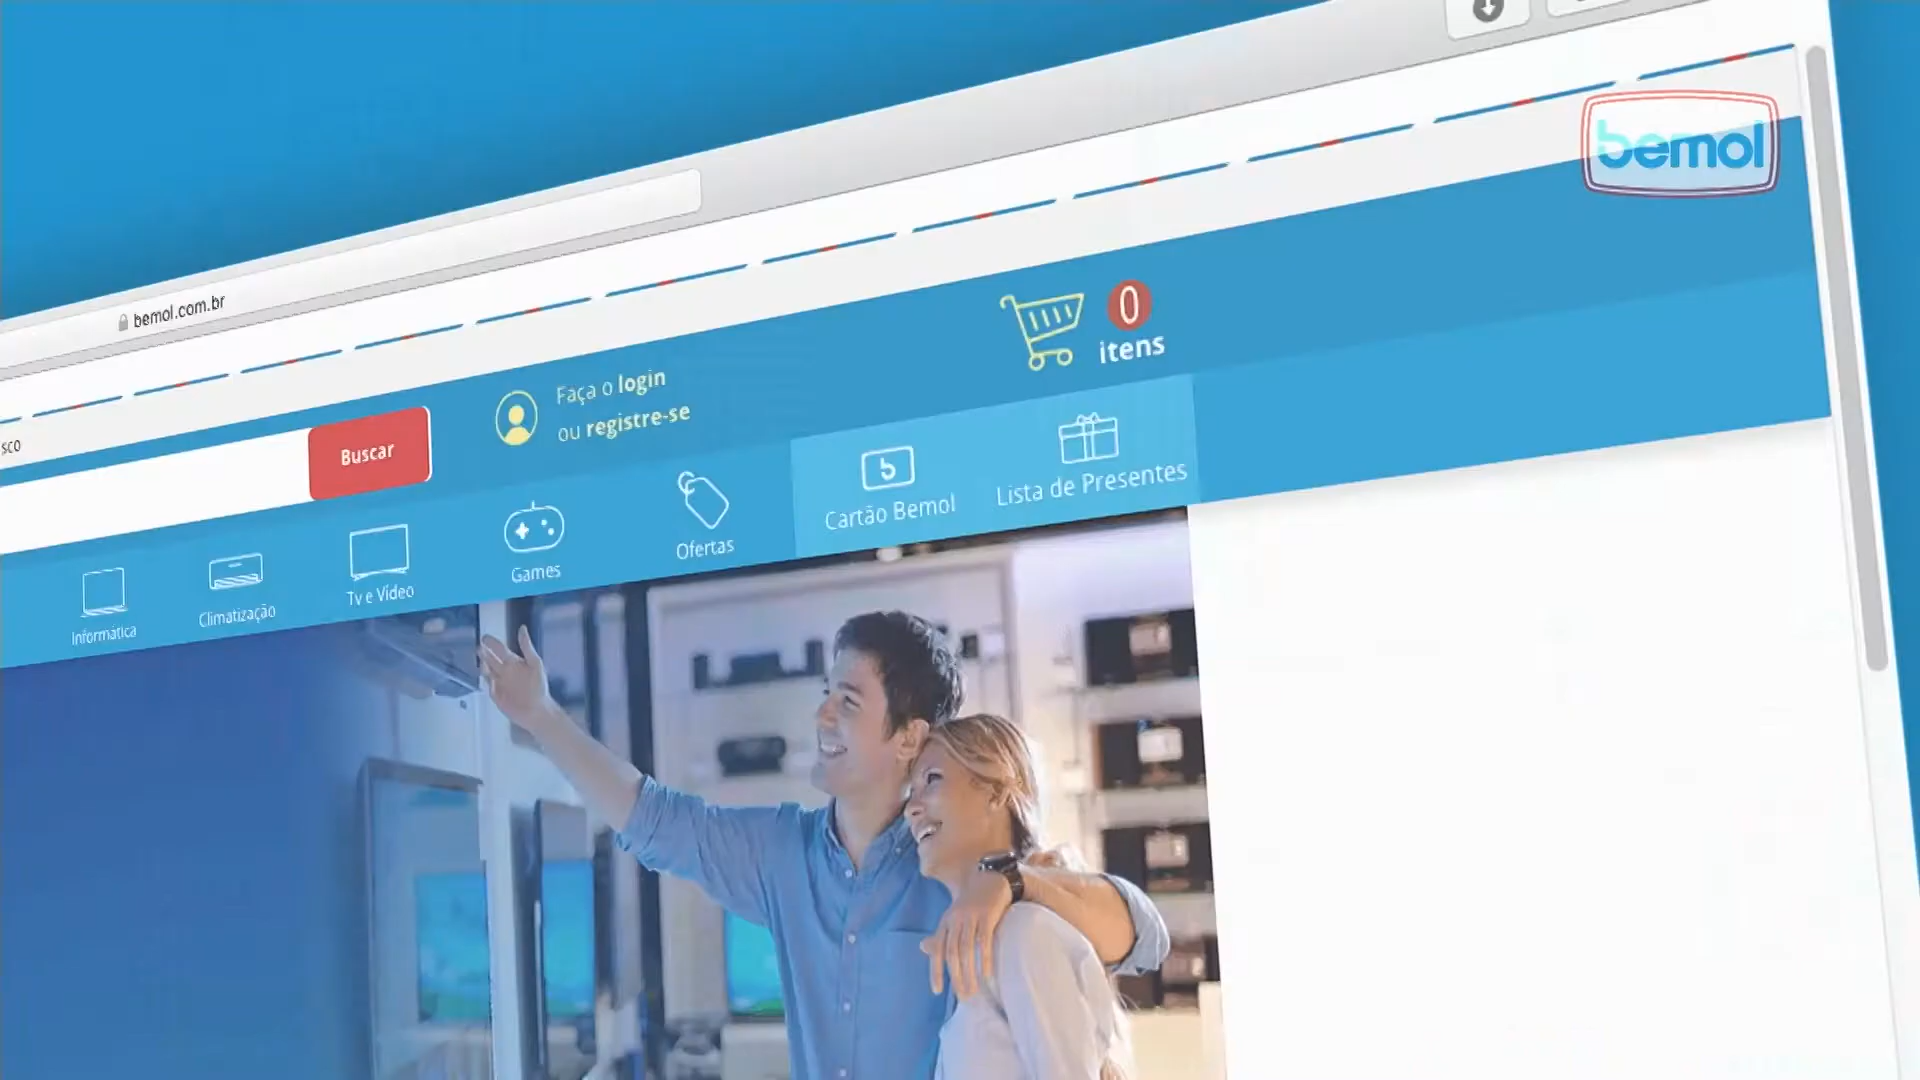 bemol
bemol.com.br
0
itens
sco
Buscar
Faça o login
ou registre-se
Informática
Climatização
Tv e Vídeo
Games
Ofertas
b
Cartão Bemol
Lista de Presentes